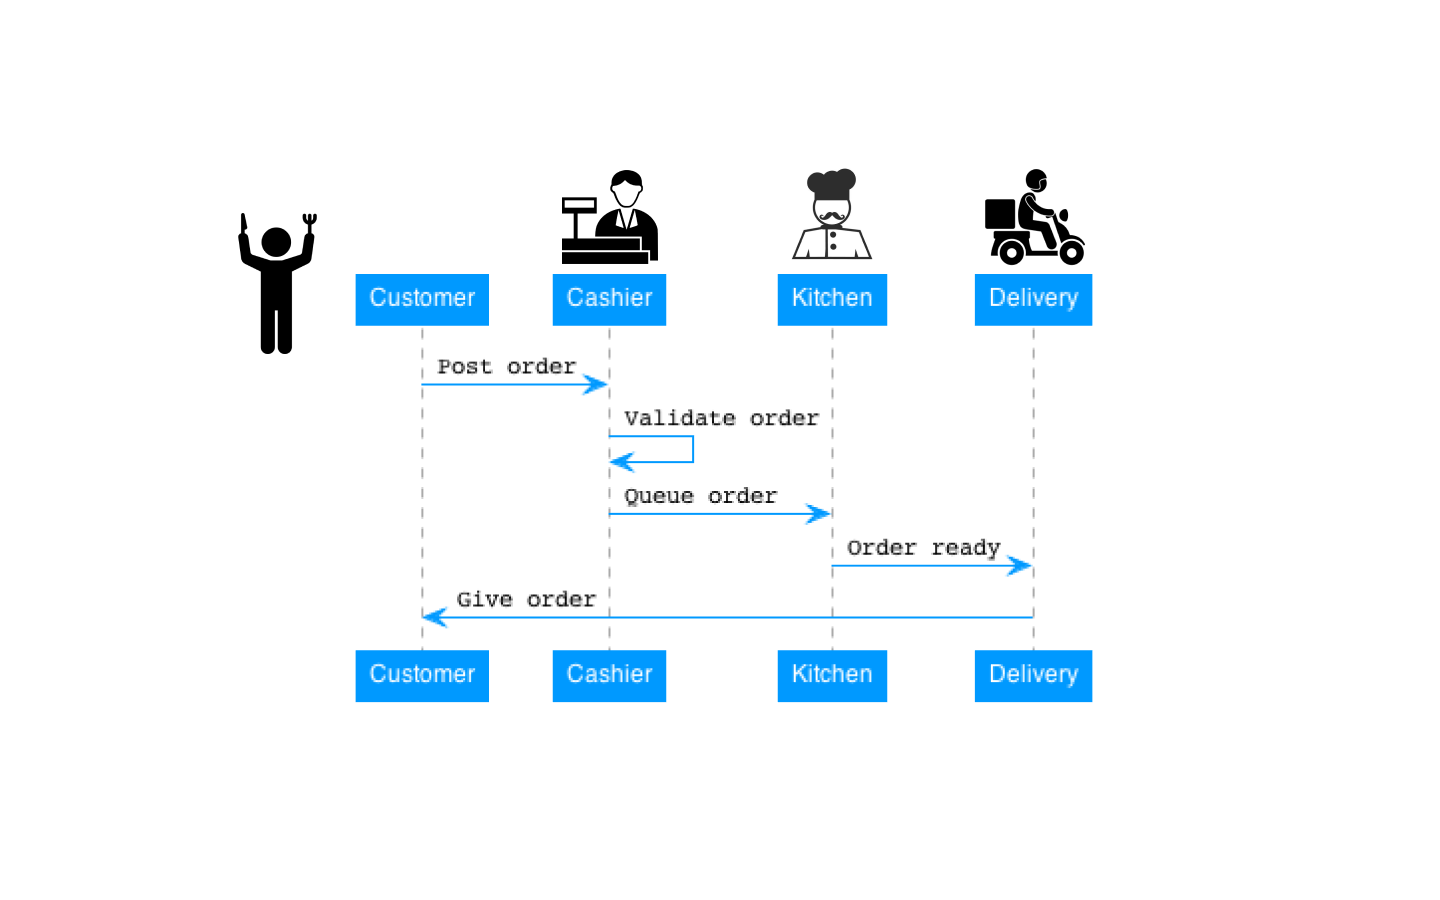 Customer
Cashier
Kitchen
Delivery
Post order
Validate order
Queue order
Order ready
Give order
Customer
Cashier
Kitchen
Delivery